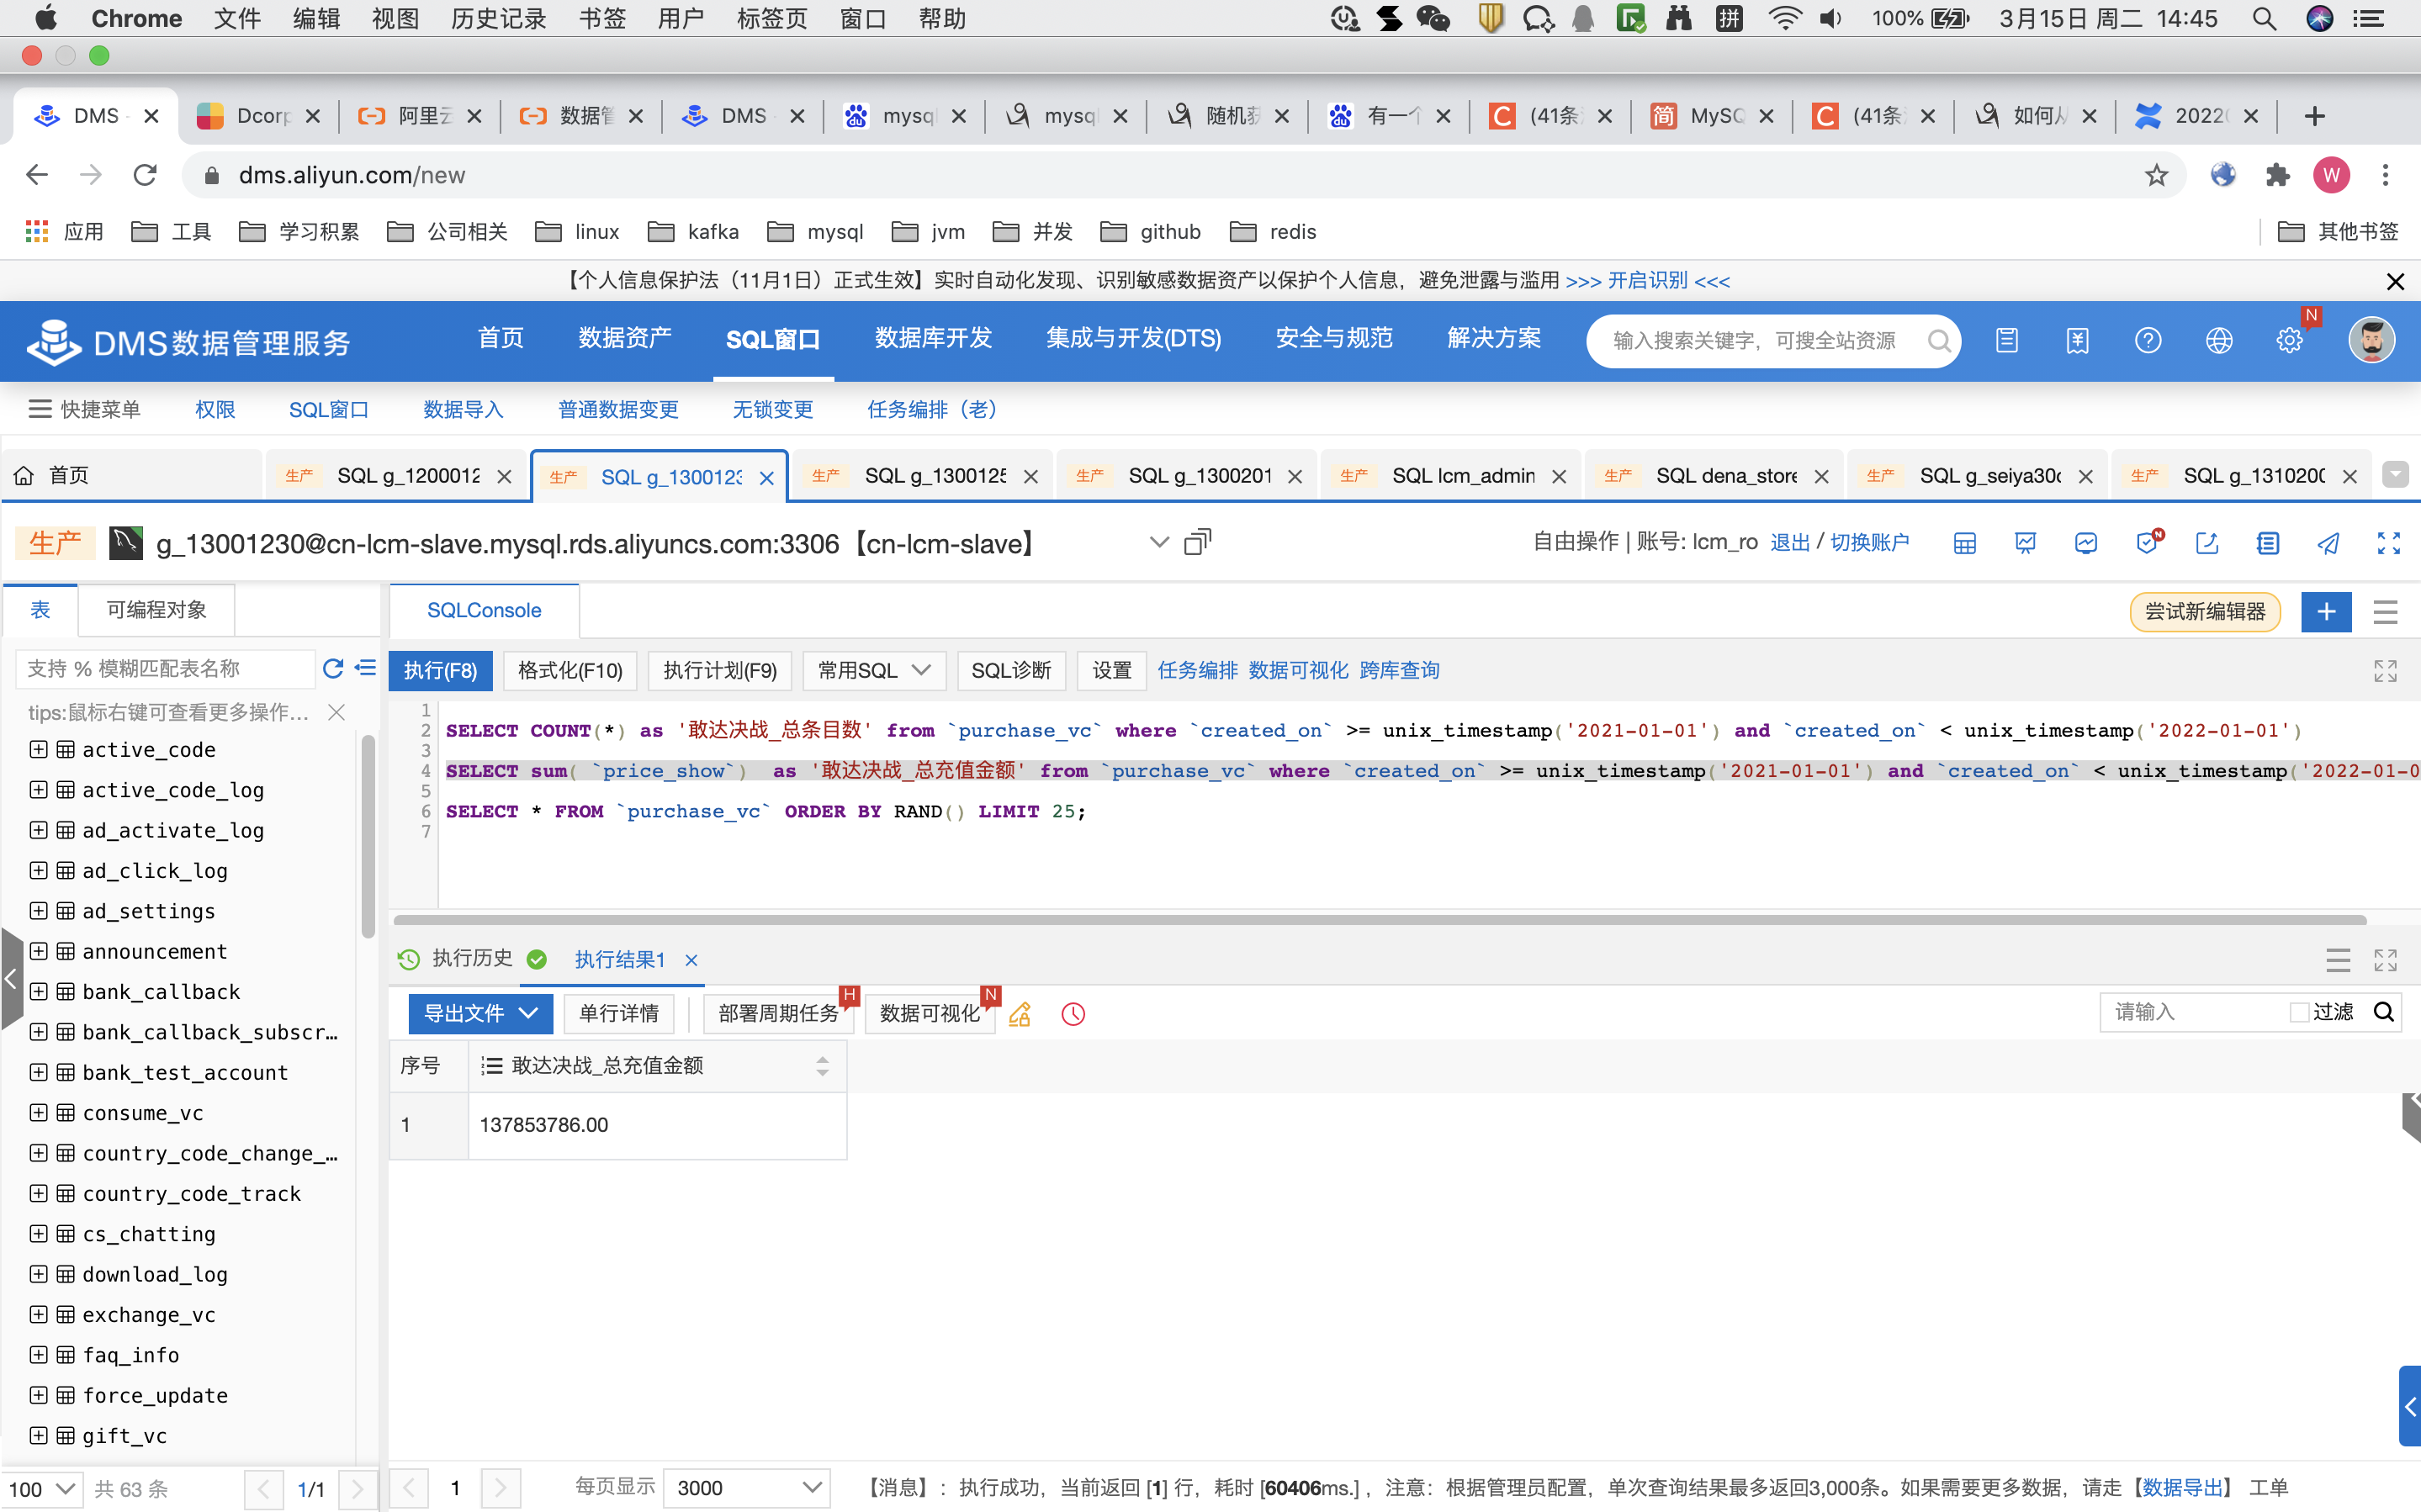 Chrome 文件 编辑 视图 历史记录 书签 用户 标签页 窗口 帮助 拼 100% 3月15日 周二 14:45
DMS - Dcorp 阿里云 数据管 DMS mysql mysql 随机获 有一个 C (41条 简 MySQ C (41条 如何从 2022
dms.aliyun.com/new W
应用 工具 学习积累 公司相关 linux kafka mysql jvm 并发 github redis 其他书签
【个人信息保护法（11月1日）正式生效】实时自动化发现、识别敏感数据资产以保护个人信息，避免泄露与滥用 >>> 开启识别 <<<
DMS数据管理服务 首页 数据资产 SQL窗口 数据库开发 集成与开发(DTS) 安全与规范 解决方案 输入搜索关键字，可搜全站资源 N
快捷菜单 权限 SQL窗口 数据导入 普通数据变更 无锁变更 任务编排（老）
首页 生产 SQL g_1200012 生产 SQL g_1300123 生产 SQL g_1300125 生产 SQL g_1300201 生产 SQL lcm_admin 生产 SQL dena_store 生产 SQL g_seiya30 生产 SQL g_131020
生产 g_13001230@cn-lcm-slave.mysql.rds.aliyuncs.com:3306【cn-lcm-slave】 自由操作 | 账号: lcm_ro 退出 / 切换账户 N
表 可编程对象 SQLConsole 尝试新编辑器
支持 % 模糊匹配表名称 执行(F8) 格式化(F10) 执行计划(F9) 常用SQL SQL诊断 设置 任务编排 数据可视化 跨库查询
tips:鼠标右键可查看更多操作...
1
2 SELECT COUNT(*) as '敢达决战_总条目数' from `purchase_vc` where `created_on` >= unix_timestamp('2021-01-01') and `created_on` < unix_timestamp('2022-01-01')
3
4 SELECT sum( `price_show`) as '敢达决战_总充值金额' from `purchase_vc` where `created_on` >= unix_timestamp('2021-01-01') and `created_on` < unix_timestamp('2022-01-0
5
6 SELECT * FROM `purchase_vc` ORDER BY RAND() LIMIT 25;
7
active_code
active_code_log
ad_activate_log
ad_click_log
ad_settings
announcement
bank_callback
bank_callback_subscr...
bank_test_account
consume_vc
country_code_change_...
country_code_track
cs_chatting
download_log
exchange_vc
faq_info
force_update
gift_vc
100 共 63 条 1/1
执行历史 执行结果1
导出文件 单行详情 部署周期任务 H 数据可视化 N 请输入 过滤
序号 敢达决战_总充值金额
1 137853786.00
1 每页显示 3000 【消息】：执行成功，当前返回 [1] 行，耗时 [60406ms.]，注意：根据管理员配置，单次查询结果最多返回3,000条。如果需要更多数据，请走【数据导出】 工单